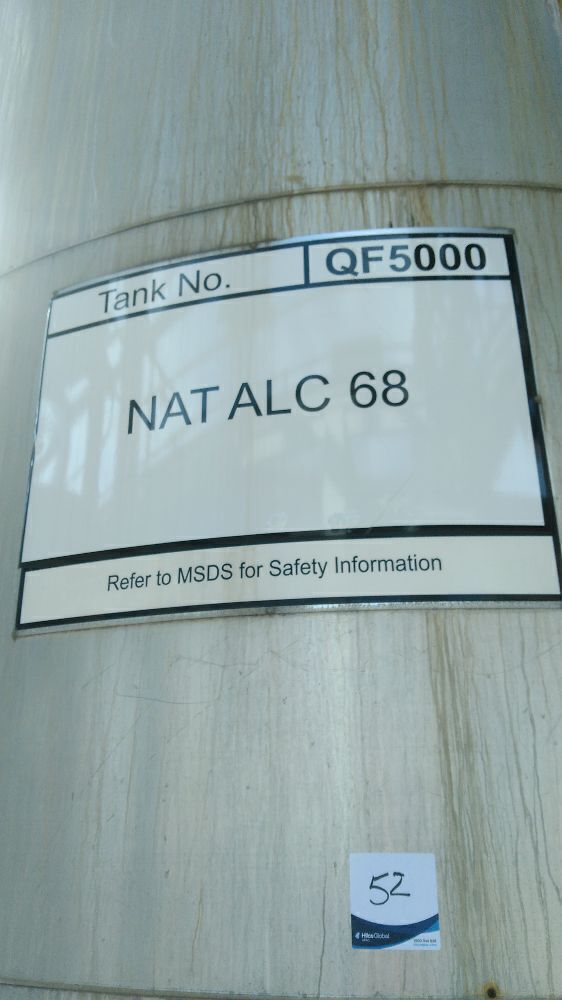 Tank No. QF5000
NAT ALC 68
Refer to MSDS for Safety Information
52
Hilco Global